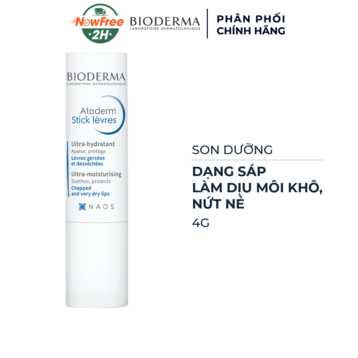 NowFree
2H
BIODERMA
LABORATOIRE DERMATOLOGIQUE
PHÂN PHỐI
CHÍNH HÃNG
BIODERMA
LABORATOIRE DERMATOLOGIQUE
Atoderm
Stick lèvres
Ultra-hydratant
Apaise, protège
Lèvres gercées
et desséchées
Ultra-moisturising
Soothes, protects
Chapped
and very dry lips
NAOS
SON DƯỠNG
DẠNG SÁP
LÀM DỊU MÔI KHÔ,
NỨT NẺ
4G